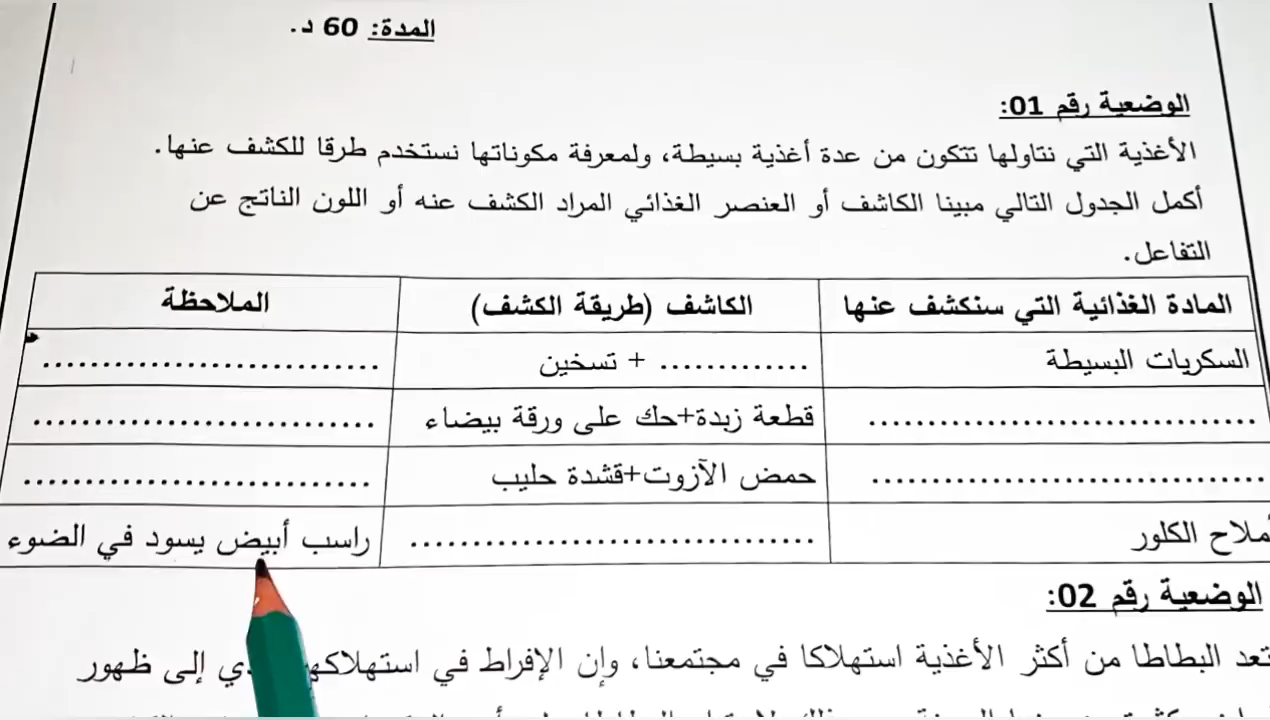 المدة: 60 د.
الوضعية رقم 01:
الأغذية التي نتاولها تتكون من عدة أغذية بسيطة، ولمعرفة مكوناتها نستخدم طرقا للكشف عنها.
أكمل الجدول التالي مبينا الكاشف أو العنصر الغذائي المراد الكشف عنه أو اللون الناتج عن
التفاعل.
المادة الغذائية التي سنكشف عنها الكاشف (طريقة الكشف) الملاحظة
السكريات البسيطة ............. + تسخين ..............................
.................................. قطعة زبدة+حك على ورقة بيضاء ..............................
.................................. حمض الآزوت+قشدة حليب ..............................
أملاح الكلور .................................. راسب أبيض يسود في الضوء
الوضعية رقم 02:
تعد البطاطا من أكثر الأغذية استهلاكا في مجتمعنا، وإن الإفراط في استهلاكها إلى ظهور